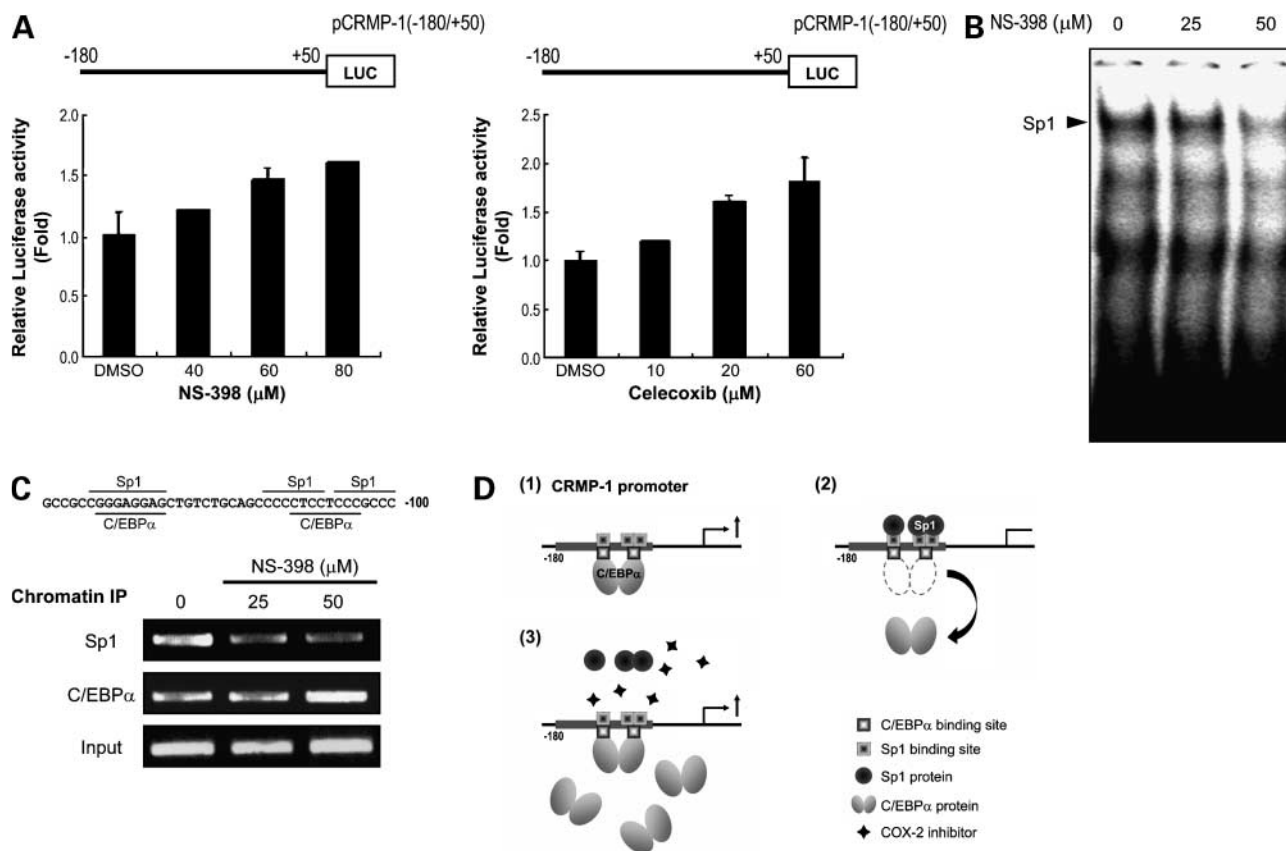 A
pCRMP-1(-180/+50)
-180
+50
LUC
Relative Luciferase activity
(Fold)
2.0
1.5
1.0
0.5
0.0
DMSO
40
60
80
NS-398 (μM)
pCRMP-1(-180/+50)
-180
+50
LUC
Relative Luciferase activity
(Fold)
2.5
2.0
1.5
1.0
0.5
0.0
DMSO
10
20
60
Celecoxib (μM)
B
NS-398 (μM)
0
25
50
Sp1
C
Sp1
Sp1
Sp1
GCCGCCGGGAGGAGCTGTCTGCAGCCCCCTCCTCCCGCCC -100
C/EBPα
C/EBPα
NS-398 (μM)
Chromatin IP
0
25
50
Sp1
C/EBPα
Input
D
(1) CRMP-1 promoter
-180
C/EBPα
(2)
Sp1
-180
(3)
-180
C/EBPα binding site
Sp1 binding site
Sp1 protein
C/EBPα protein
COX-2 inhibitor